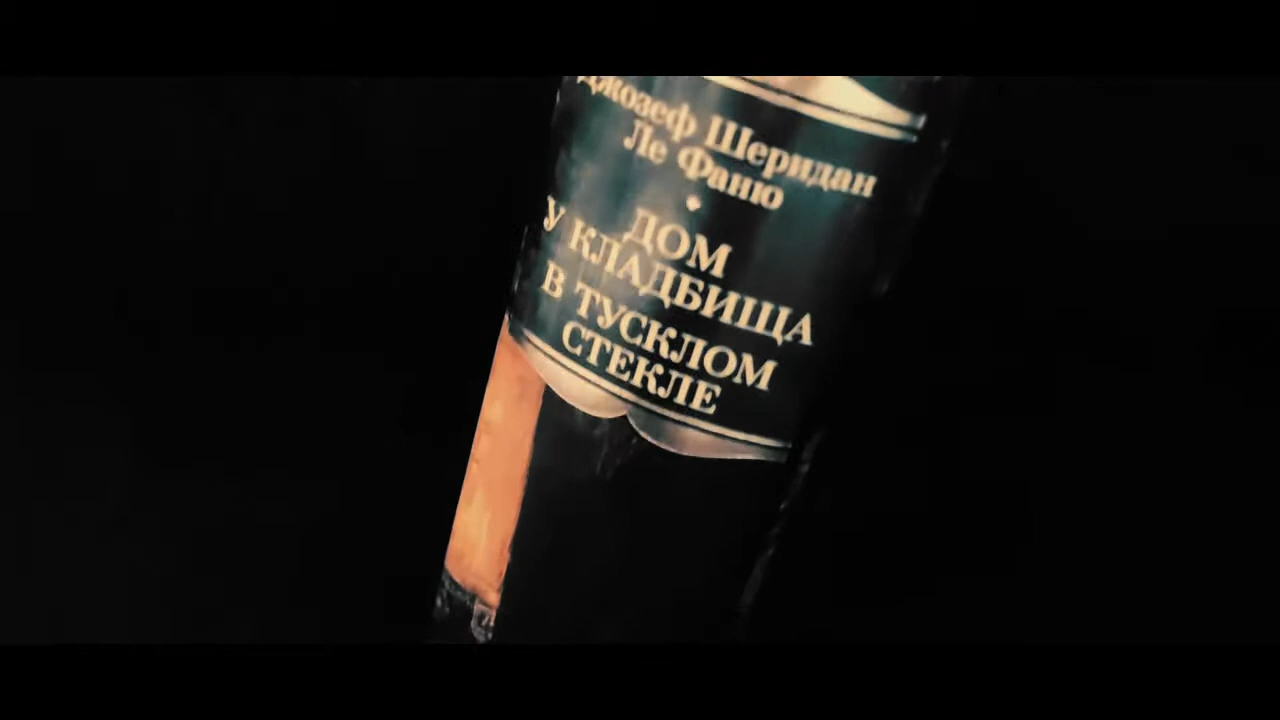 Джозеф Шеридан
Ле Фаню
ДОМ
У КЛАДБИЩА
В ТУСКЛОМ
СТЕКЛЕ